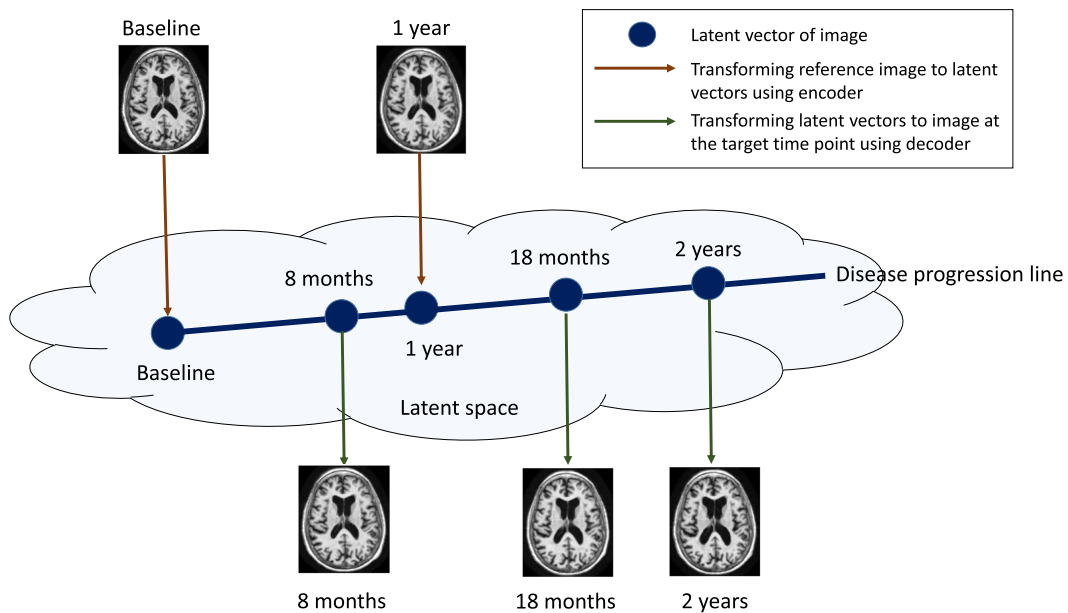 Baseline
1 year
Latent vector of image
Transforming reference image to latent
vectors using encoder
Transforming latent vectors to image at
the target time point using decoder
8 months
18 months
2 years
Disease progression line
1 year
Baseline
Latent space
8 months
18 months
2 years